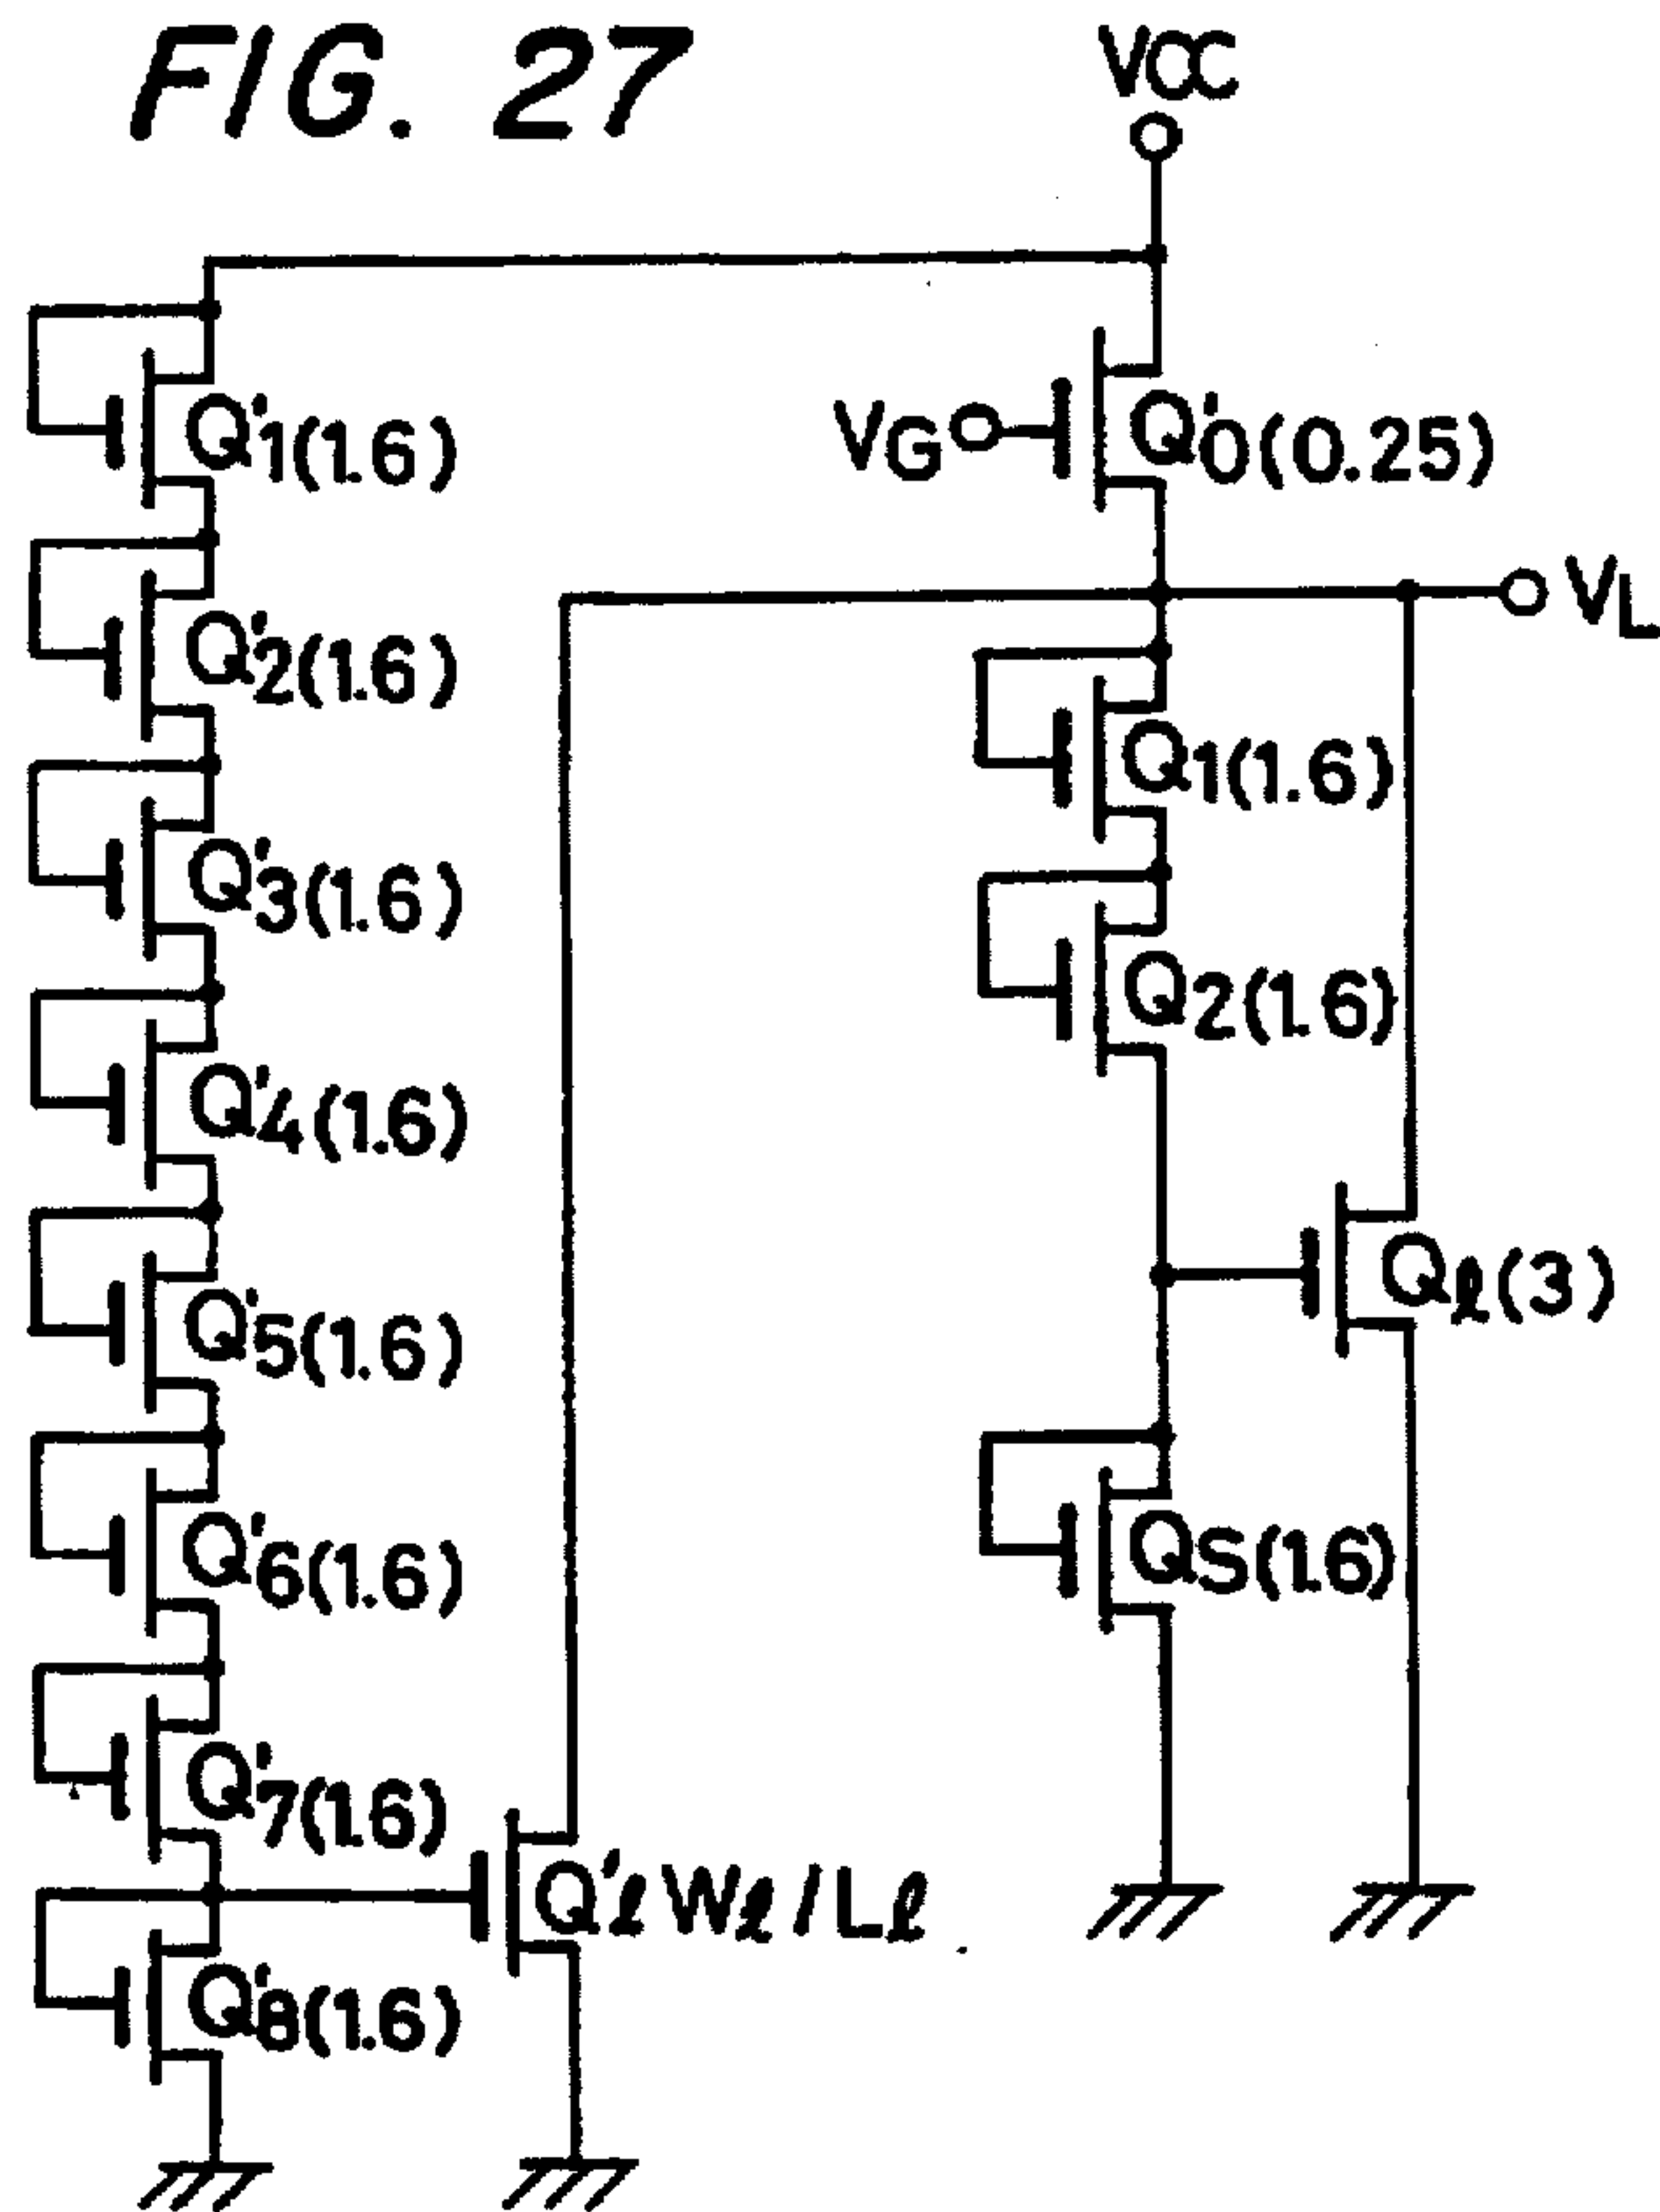 FIG. 27
VCC
Q'1(1.6)
VG
Q'0(0.25)
VL
Q'2(1.6)
Q1(1.6)
Q'3(1.6)
Q2(1.6)
Q'4(1.6)
Qℓ(3)
Q'5(1.6)
Q'6(1.6)
QS(1.6)
Q'7(1.6)
Q'ℓ Wℓ/Lℓ
Q'8(1.6)